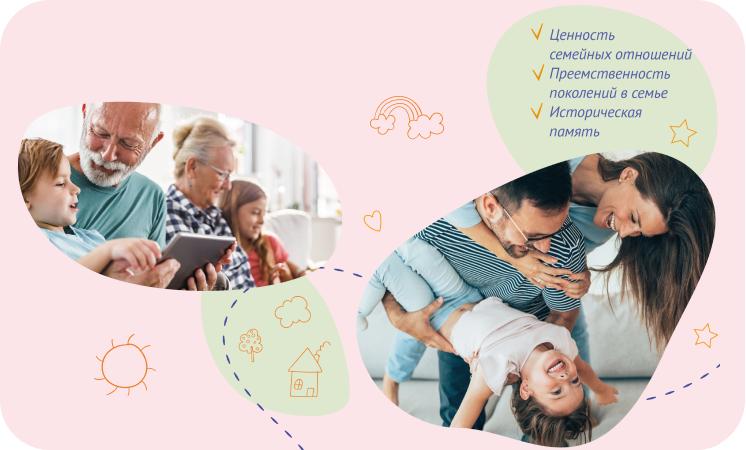 Ценность
семейных отношений
Преемственность
поколений в семье
Историческая
память